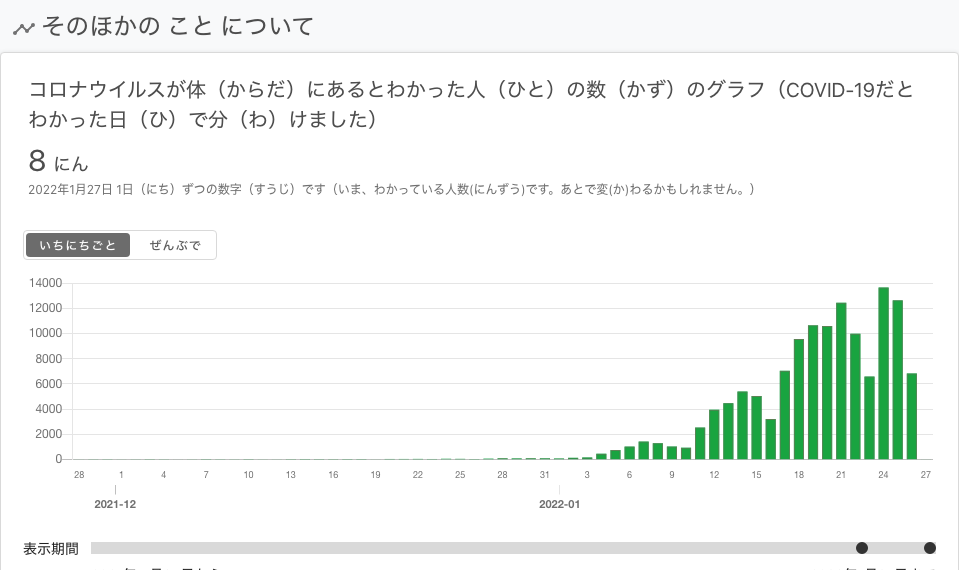 そのほかの こと について
コロナウイルスが体（からだ）にあるとわかった人（ひと）の数（かず）のグラフ（COVID-19だと
わかった日（ひ）で分（わ）けました）
8 にん
2022年1月27日 1日（にち）ずつの数字（すうじ）です（いま、わかっている人数(にんずう)です。あとで変(か)わるかもしれません。）
いちにちごと ぜんぶで
14000
12000
10000
8000
6000
4000
2000
0
28 1 4 7 10 13 16 19 22 25 28 31 3 6 9 12 15 18 21 24 27
2021-12 2022-01
表示期間